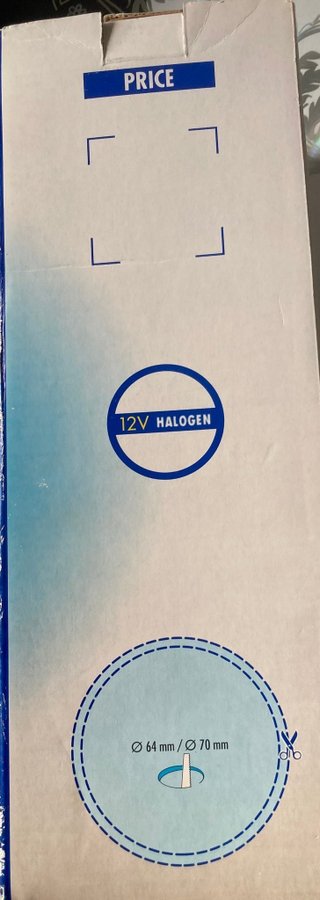 PRICE
12V HALOGEN
Ø 64 mm / Ø 70 mm